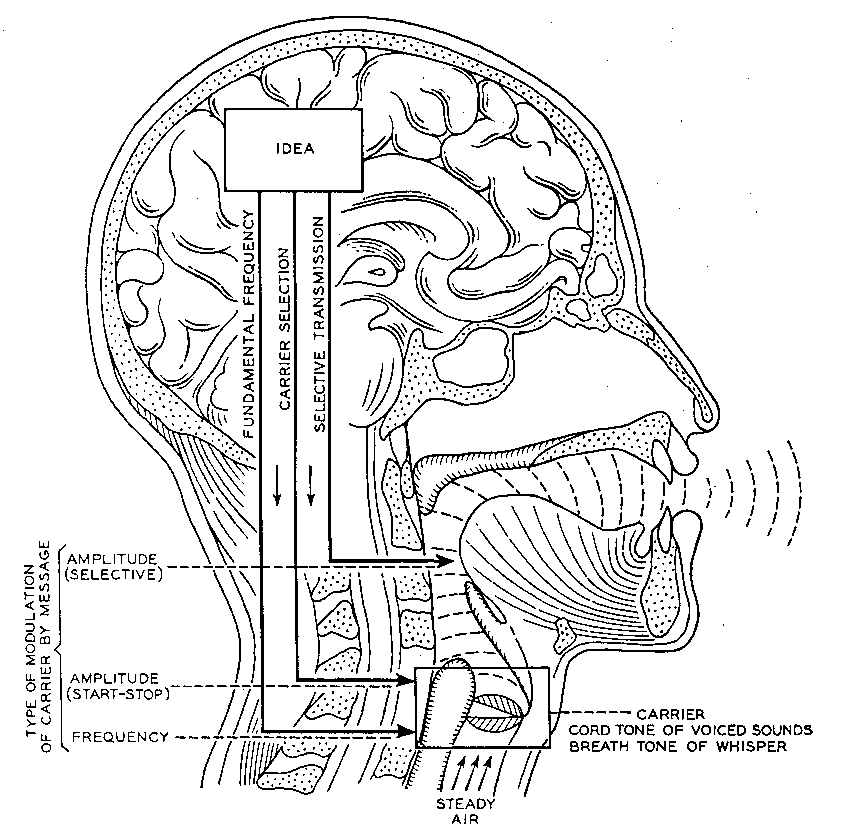 IDEA
FUNDAMENTAL FREQUENCY
CARRIER SELECTION
SELECTIVE TRANSMISSION
TYPE OF MODULATION
OF CARRIER BY MESSAGE
AMPLITUDE
(SELECTIVE)
AMPLITUDE
(START-STOP)
FREQUENCY
CARRIER
CORD TONE OF VOICED SOUNDS
BREATH TONE OF WHISPER
STEADY
AIR